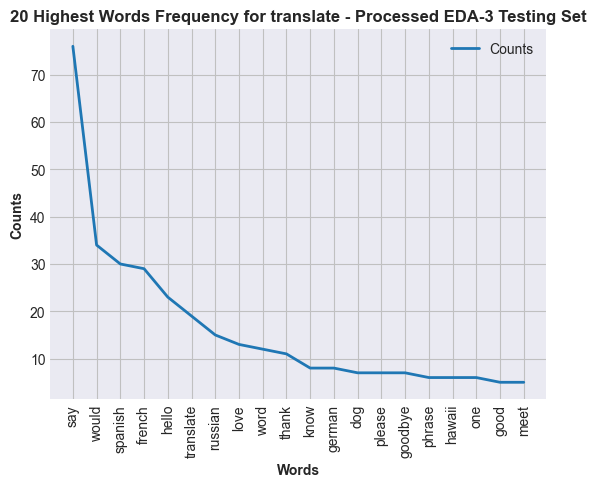 20 Highest Words Frequency for translate - Processed EDA-3 Testing Set
Counts
70
60
50
40
30
20
10
Counts
say
would
spanish
french
hello
translate
russian
love
word
thank
know
german
dog
please
goodbye
phrase
hawaii
one
good
meet
Words